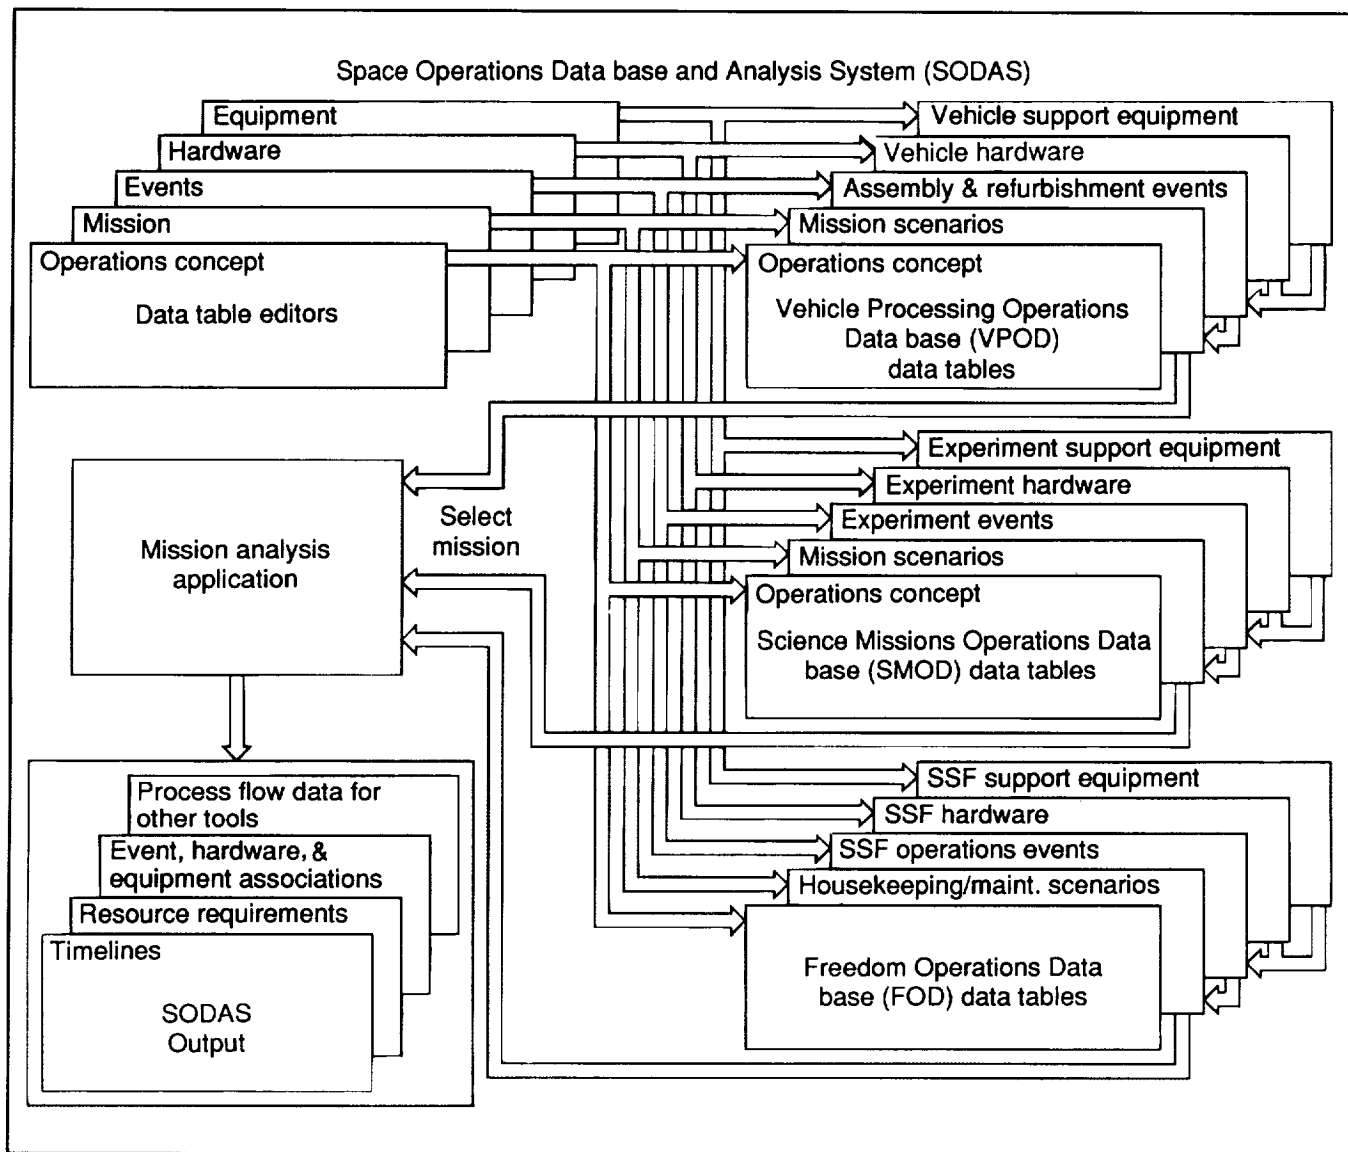 Space Operations Data base and Analysis System (SODAS)
Equipment
Hardware
Events
Mission
Operations concept
Data table editors
Vehicle support equipment
Vehicle hardware
Assembly & refurbishment events
Mission scenarios
Operations concept
Vehicle Processing Operations
Data base (VPOD)
data tables
Mission analysis
application
Select
mission
Experiment support equipment
Experiment hardware
Experiment events
Mission scenarios
Operations concept
Science Missions Operations Data
base (SMOD) data tables
Process flow data for
other tools
Event, hardware, &
equipment associations
Resource requirements
Timelines
SODAS
Output
SSF support equipment
SSF hardware
SSF operations events
Housekeeping/maint. scenarios
Freedom Operations Data
base (FOD) data tables